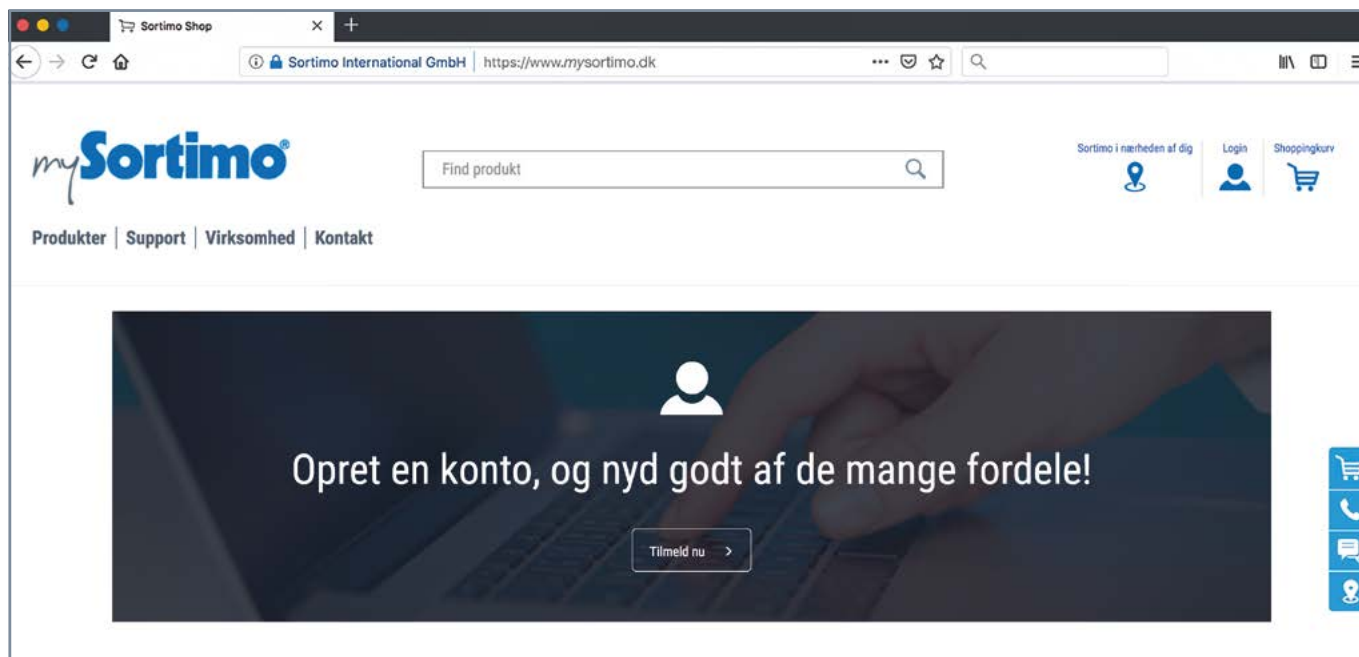 Sortimo Shop
Sortimo International GmbH https://www.mysortimo.dk
mySortimo®
Find produkt
Sortimo i nærheden af dig
Login
Shoppingkurv
Produkter | Support | Virksomhed | Kontakt
Opret en konto, og nyd godt af de mange fordele!
Tilmeld nu